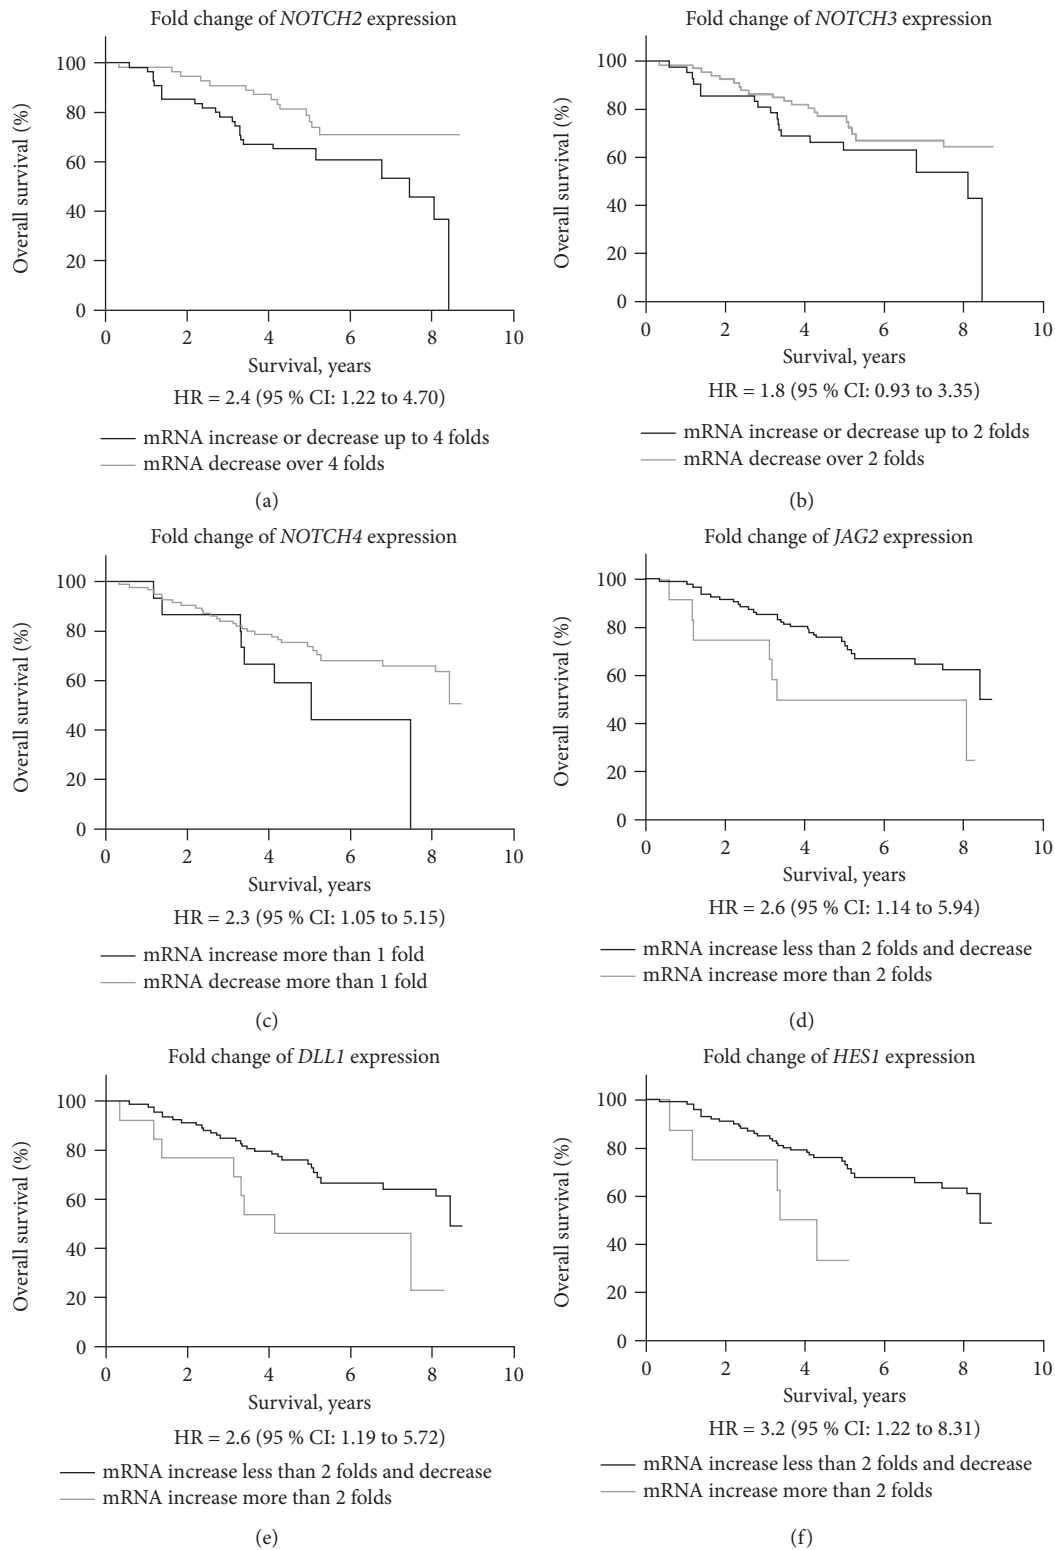 Fold change of NOTCH2 expression
Overall survival (%)
100
80
60
40
20
0
0 2 4 6 8 10
Survival, years
HR = 2.4 (95 % CI: 1.22 to 4.70)
mRNA increase or decrease up to 4 folds
mRNA decrease over 4 folds
(a)
Fold change of NOTCH3 expression
Overall survival (%)
100
80
60
40
20
0
0 2 4 6 8 10
Survival, years
HR = 1.8 (95 % CI: 0.93 to 3.35)
mRNA increase or decrease up to 2 folds
mRNA decrease over 2 folds
(b)
Fold change of NOTCH4 expression
Overall survival (%)
100
80
60
40
20
0
0 2 4 6 8 10
Survival, years
HR = 2.3 (95 % CI: 1.05 to 5.15)
mRNA increase more than 1 fold
mRNA decrease more than 1 fold
(c)
Fold change of JAG2 expression
Overall survival (%)
100
80
60
40
20
0
0 2 4 6 8 10
Survival, years
HR = 2.6 (95 % CI: 1.14 to 5.94)
mRNA increase less than 2 folds and decrease
mRNA increase more than 2 folds
(d)
Fold change of DLL1 expression
Overall survival (%)
100
80
60
40
20
0
0 2 4 6 8 10
Survival, years
HR = 2.6 (95 % CI: 1.19 to 5.72)
mRNA increase less than 2 folds and decrease
mRNA increase more than 2 folds
(e)
Fold change of HES1 expression
Overall survival (%)
100
80
60
40
20
0
0 2 4 6 8 10
Survival, years
HR = 3.2 (95 % CI: 1.22 to 8.31)
mRNA increase less than 2 folds and decrease
mRNA increase more than 2 folds
(f)